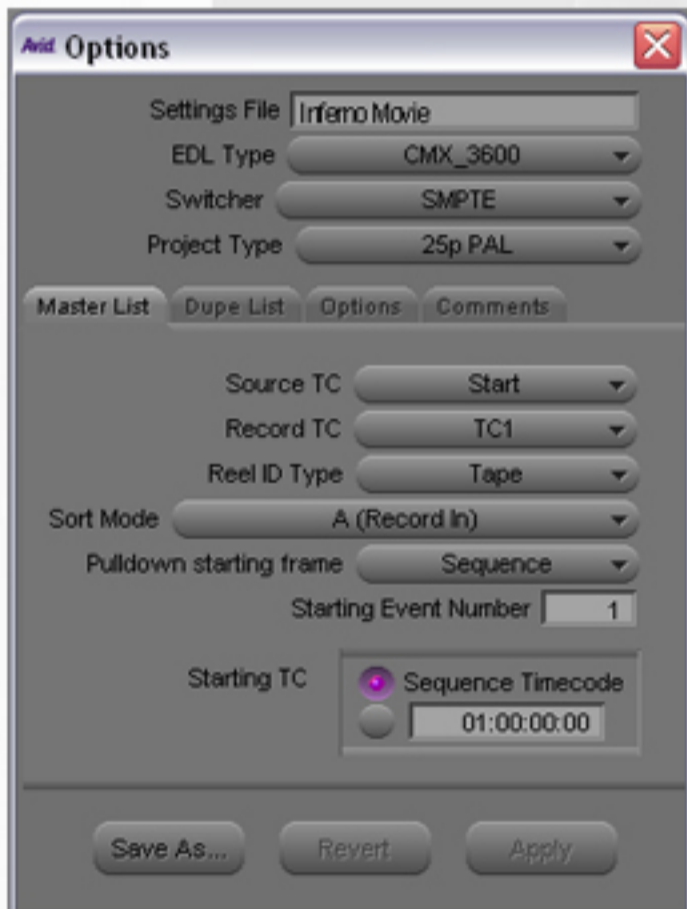 Avid Options
Settings File Inferno Movie
EDL Type CMX_3600
Switcher SMPTE
Project Type 25p PAL
Master List Dupe List Options Comments
Source TC Start
Record TC TC1
Reel ID Type Tape
Sort Mode A (Record In)
Pulldown starting frame Sequence
Starting Event Number 1
Starting TC Sequence Timecode
01:00:00:00
Save As... Revert Apply